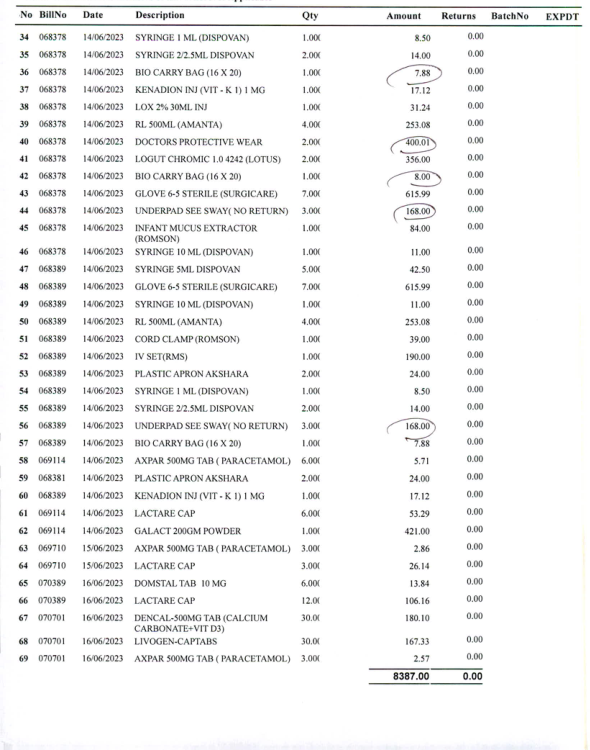 No BillNo Date Description Qty Amount Returns BatchNo EXPDT
34 068378 14/06/2023 SYRINGE 1 ML (DISPOVAN) 1.00( 8.50 0.00
35 068378 14/06/2023 SYRINGE 2/2.5ML DISPOVAN 2.00( 14.00 0.00
36 068378 14/06/2023 BIO CARRY BAG (16 X 20) 1.00( 7.88 0.00
37 068378 14/06/2023 KENADION INJ (VIT - K 1) 1 MG 1.00( 17.12 0.00
38 068378 14/06/2023 LOX 2% 30ML INJ 1.00( 31.24 0.00
39 068378 14/06/2023 RL 500ML (AMANTA) 4.00( 253.08 0.00
40 068378 14/06/2023 DOCTORS PROTECTIVE WEAR 2.00( 400.01 0.00
41 068378 14/06/2023 LOGUT CHROMIC 1.0 4242 (LOTUS) 2.00( 356.00 0.00
42 068378 14/06/2023 BIO CARRY BAG (16 X 20) 1.00( 8.00 0.00
43 068378 14/06/2023 GLOVE 6-5 STERILE (SURGICARE) 7.00( 615.99 0.00
44 068378 14/06/2023 UNDERPAD SEE SWAY( NO RETURN) 3.00( 168.00 0.00
45 068378 14/06/2023 INFANT MUCUS EXTRACTOR 1.00( 84.00 0.00
(ROMSON)
46 068378 14/06/2023 SYRINGE 10 ML (DISPOVAN) 1.00( 11.00 0.00
47 068389 14/06/2023 SYRINGE 5ML DISPOVAN 5.00( 42.50 0.00
48 068389 14/06/2023 GLOVE 6-5 STERILE (SURGICARE) 7.00( 615.99 0.00
49 068389 14/06/2023 SYRINGE 10 ML (DISPOVAN) 1.00( 11.00 0.00
50 068389 14/06/2023 RL 500ML (AMANTA) 4.00( 253.08 0.00
51 068389 14/06/2023 CORD CLAMP (ROMSON) 1.00( 39.00 0.00
52 068389 14/06/2023 IV SET(RMS) 1.00( 190.00 0.00
53 068389 14/06/2023 PLASTIC APRON AKSHARA 2.00( 24.00 0.00
54 068389 14/06/2023 SYRINGE 1 ML (DISPOVAN) 1.00( 8.50 0.00
55 068389 14/06/2023 SYRINGE 2/2.5ML DISPOVAN 2.00( 14.00 0.00
56 068389 14/06/2023 UNDERPAD SEE SWAY( NO RETURN) 3.00( 168.00 0.00
57 068389 14/06/2023 BIO CARRY BAG (16 X 20) 1.00( 7.88 0.00
58 069114 14/06/2023 AXPAR 500MG TAB ( PARACETAMOL) 6.00( 5.71 0.00
59 068381 14/06/2023 PLASTIC APRON AKSHARA 2.00( 24.00 0.00
60 068389 14/06/2023 KENADION INJ (VIT - K 1) 1 MG 1.00( 17.12 0.00
61 069114 14/06/2023 LACTARE CAP 6.00( 53.29 0.00
62 069114 14/06/2023 GALACT 200GM POWDER 1.00( 421.00 0.00
63 069710 15/06/2023 AXPAR 500MG TAB ( PARACETAMOL) 3.00( 2.86 0.00
64 069710 15/06/2023 LACTARE CAP 3.00( 26.14 0.00
65 070389 16/06/2023 DOMSTAL TAB 10 MG 6.00( 13.84 0.00
66 070389 16/06/2023 LACTARE CAP 12.0( 106.16 0.00
67 070701 16/06/2023 DENCAL-500MG TAB (CALCIUM 30.0( 180.10 0.00
CARBONATE+VIT D3)
68 070701 16/06/2023 LIVOGEN-CAPTABS 30.0( 167.33 0.00
69 070701 16/06/2023 AXPAR 500MG TAB ( PARACETAMOL) 3.00( 2.57 0.00
8387.00 0.00